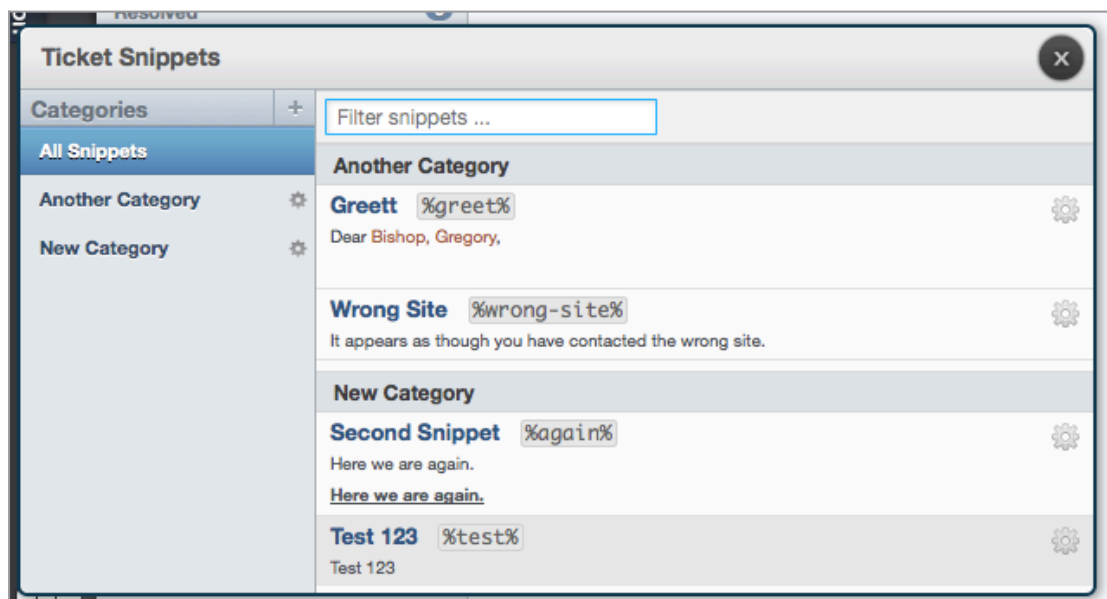 Resolved
Ticket Snippets
Categories +
Filter snippets ...
All Snippets
Another Category
New Category
Another Category
Greett %greet%
Dear Bishop, Gregory,
Wrong Site %wrong-site%
It appears as though you have contacted the wrong site.
New Category
Second Snippet %again%
Here we are again.
Here we are again.
Test 123 %test%
Test 123